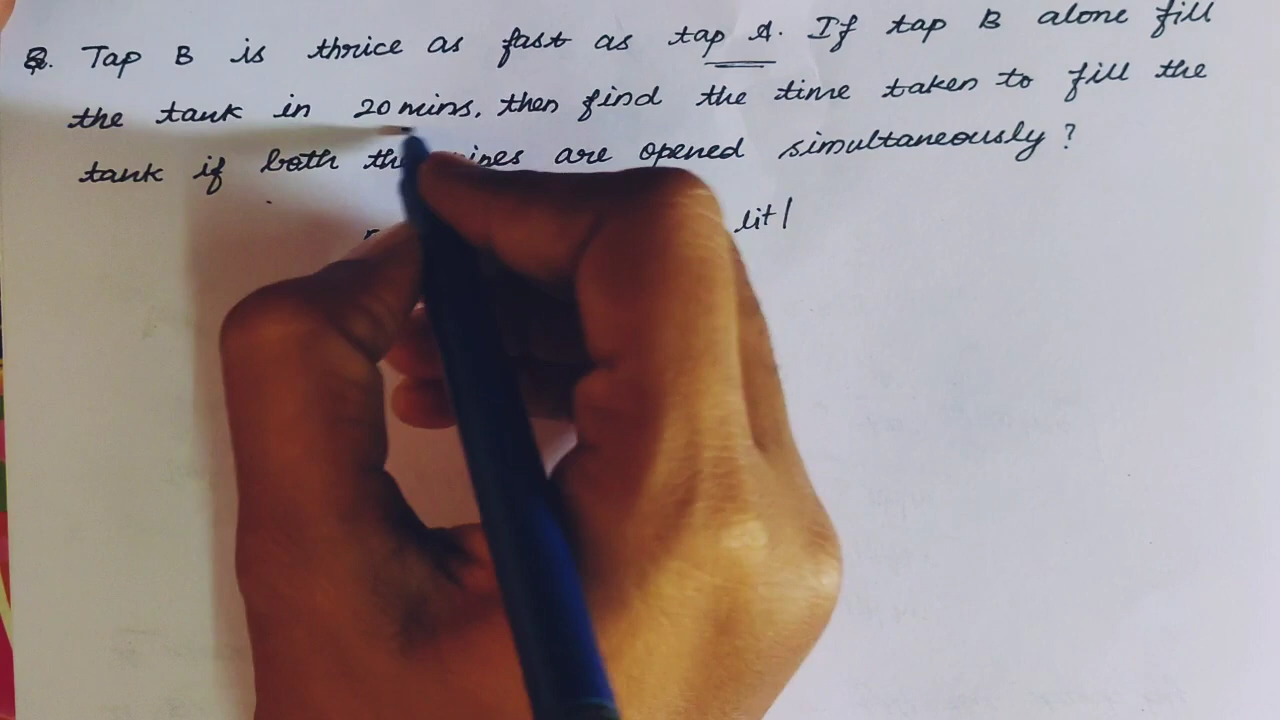 Q. Tap B is thrice as fast as tap A. If tap B alone fill
the tank in 20 mins, then find the time taken to fill the
tank if both the pipes are opened simultaneously?
lit/